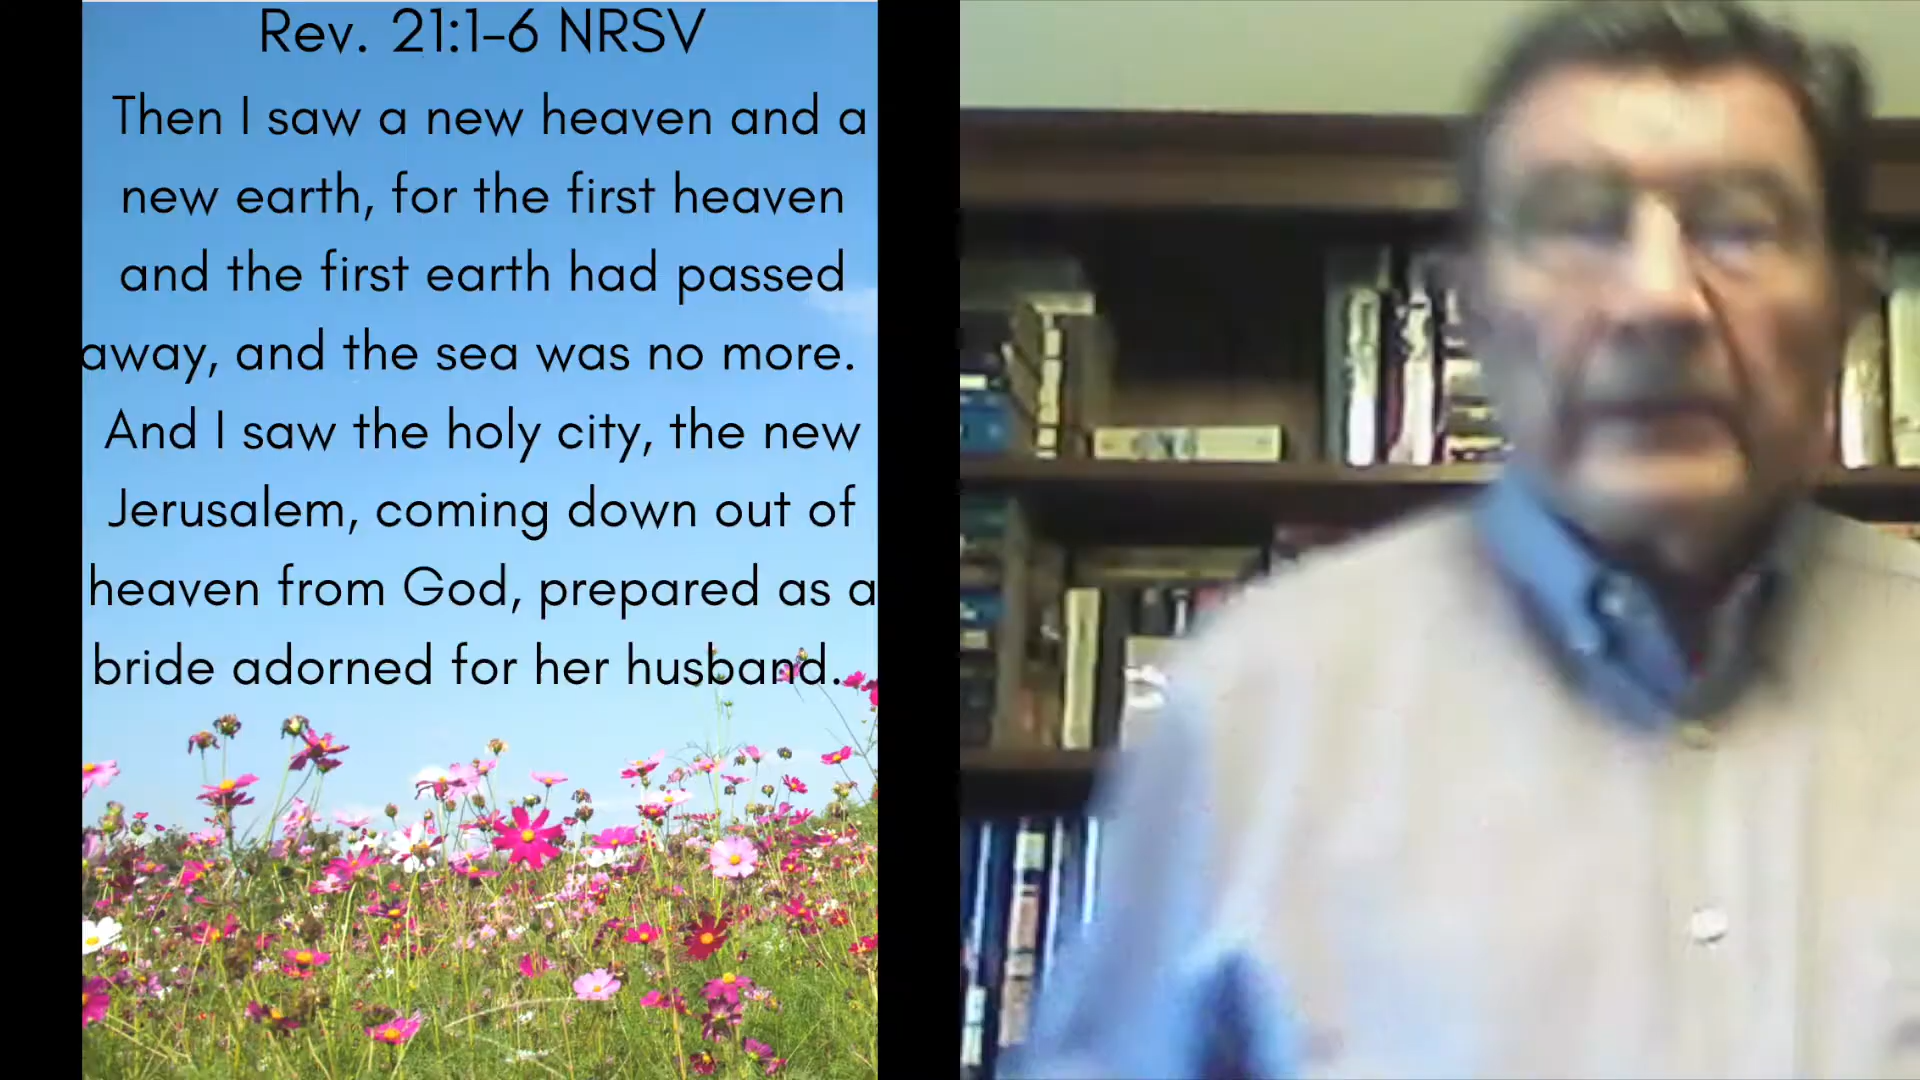 Rev. 21:1-6 NRSV
Then I saw a new heaven and a
new earth, for the first heaven
and the first earth had passed
away, and the sea was no more.
And I saw the holy city, the new
Jerusalem, coming down out of
heaven from God, prepared as a
bride adorned for her husband.